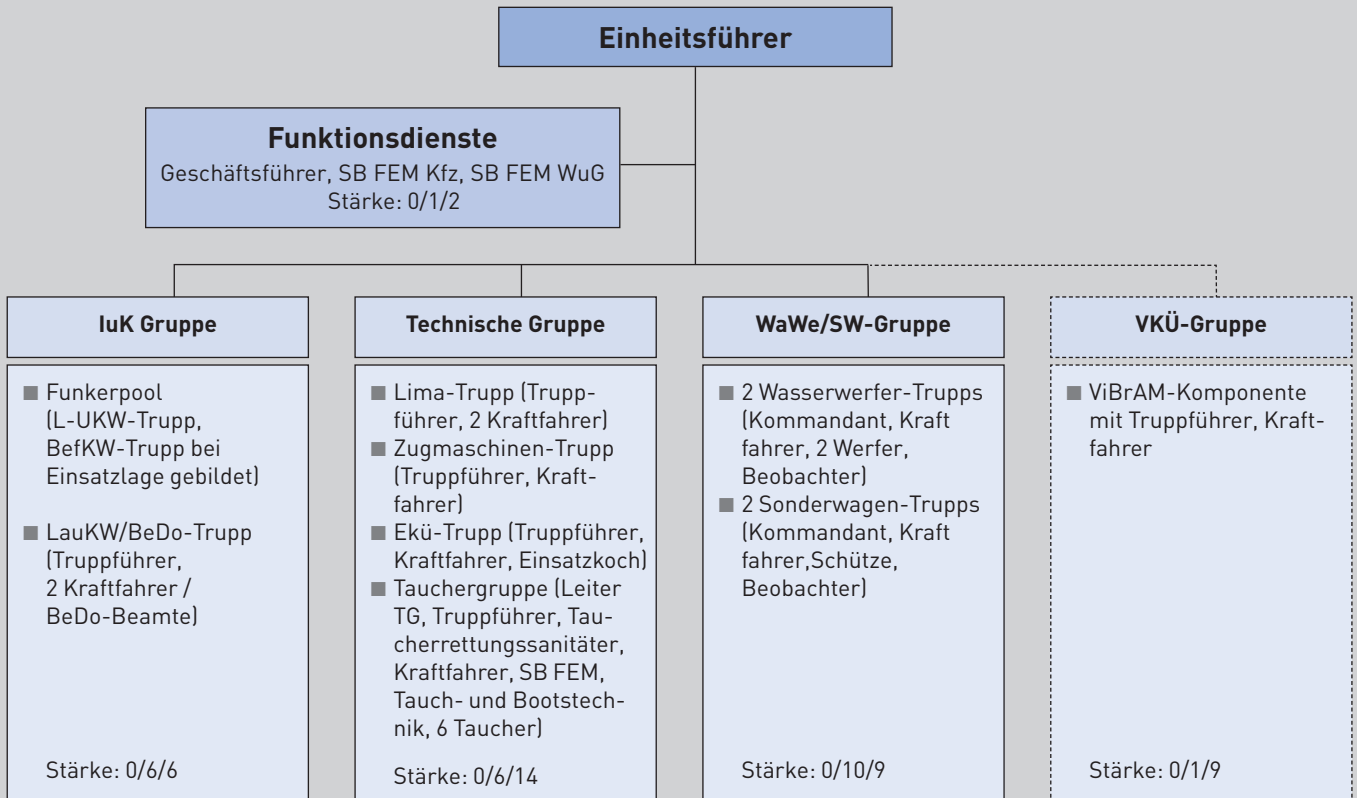 Einheitsführer
Funktionsdienste
Geschäftsführer, SB FEM Kfz, SB FEM WuG
Stärke: 0/1/2
IuK Gruppe
■ Funkerpool
(L-UKW-Trupp,
BefKW-Trupp bei
Einsatzlage gebildet)
■ LauKW/BeDo-Trupp
(Truppführer,
2 Kraftfahrer /
BeDo-Beamte)
Stärke: 0/6/6
Technische Gruppe
■ Lima-Trupp (Trupp-
führer, 2 Kraftfahrer)
■ Zugmaschinen-Trupp
(Truppführer, Kraft-
fahrer)
■ Ekü-Trupp (Truppführer,
Kraftfahrer, Einsatzkoch)
■ Tauchergruppe (Leiter
TG, Truppführer, Tau-
cherrettungssanitäter,
Kraftfahrer, SB FEM,
Tauch- und Bootstech-
nik, 6 Taucher)
Stärke: 0/6/14
WaWe/SW-Gruppe
■ 2 Wasserwerfer-Trupps
(Kommandant, Kraft
fahrer, 2 Werfer,
Beobachter)
■ 2 Sonderwagen-Trupps
(Kommandant, Kraft
fahrer,Schütze,
Beobachter)
Stärke: 0/10/9
VKÜ-Gruppe
■ ViBrAM-Komponente
mit Truppführer, Kraft-
fahrer
Stärke: 0/1/9